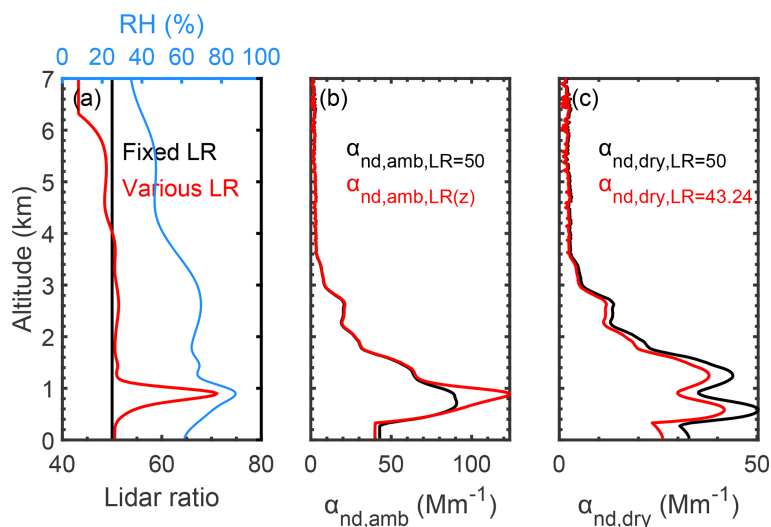 RH (%)
0 20 40 60 80 100
7
6
5
4
3
2
1
0
Altitude (km)
(a)
Fixed LR
Various LR
40 60 80
Lidar ratio
(b)
α_nd,amb,LR=50
α_nd,amb,LR(z)
0 50 100
α_nd,amb (Mm⁻¹)
(c)
α_nd,dry,LR=50
α_nd,dry,LR=43.24
0 50
α_nd,dry (Mm⁻¹)